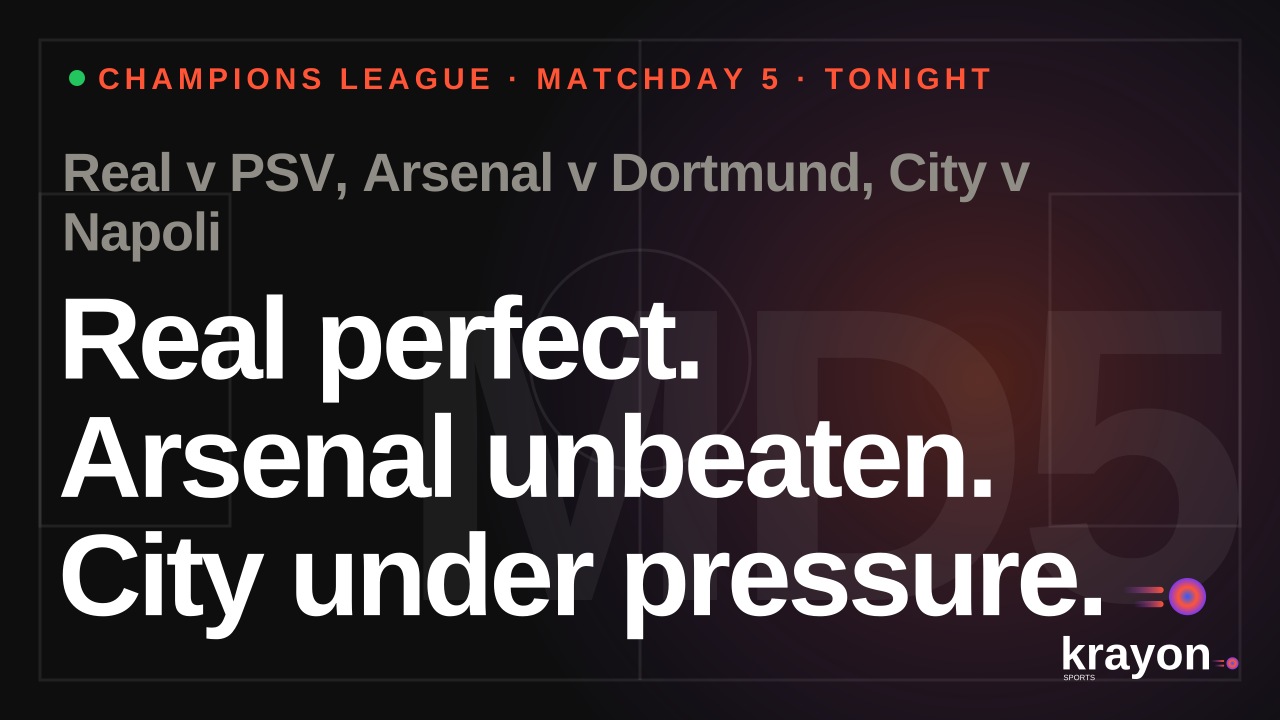 CHAMPIONS LEAGUE · MATCHDAY 5 · TONIGHT
Real v PSV, Arsenal v Dortmund, City v
Napoli
Real perfect.
Arsenal unbeaten.
City under pressure.
MD5
krayon
SPORTS